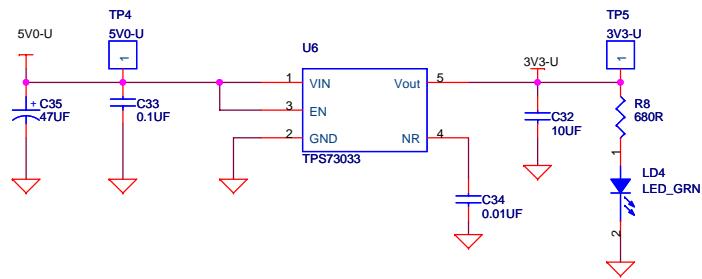 TP4
TP5
5V0-U
5V0-U
3V3-U
1
1
U6
3V3-U
1
VIN
Vout
5
+
C35
47UF
C33
0.1UF
3
EN
C32
10UF
R8
680R
2
GND
NR
4
TPS73033
1
LD4
LED_GRN
C34
0.01UF
2